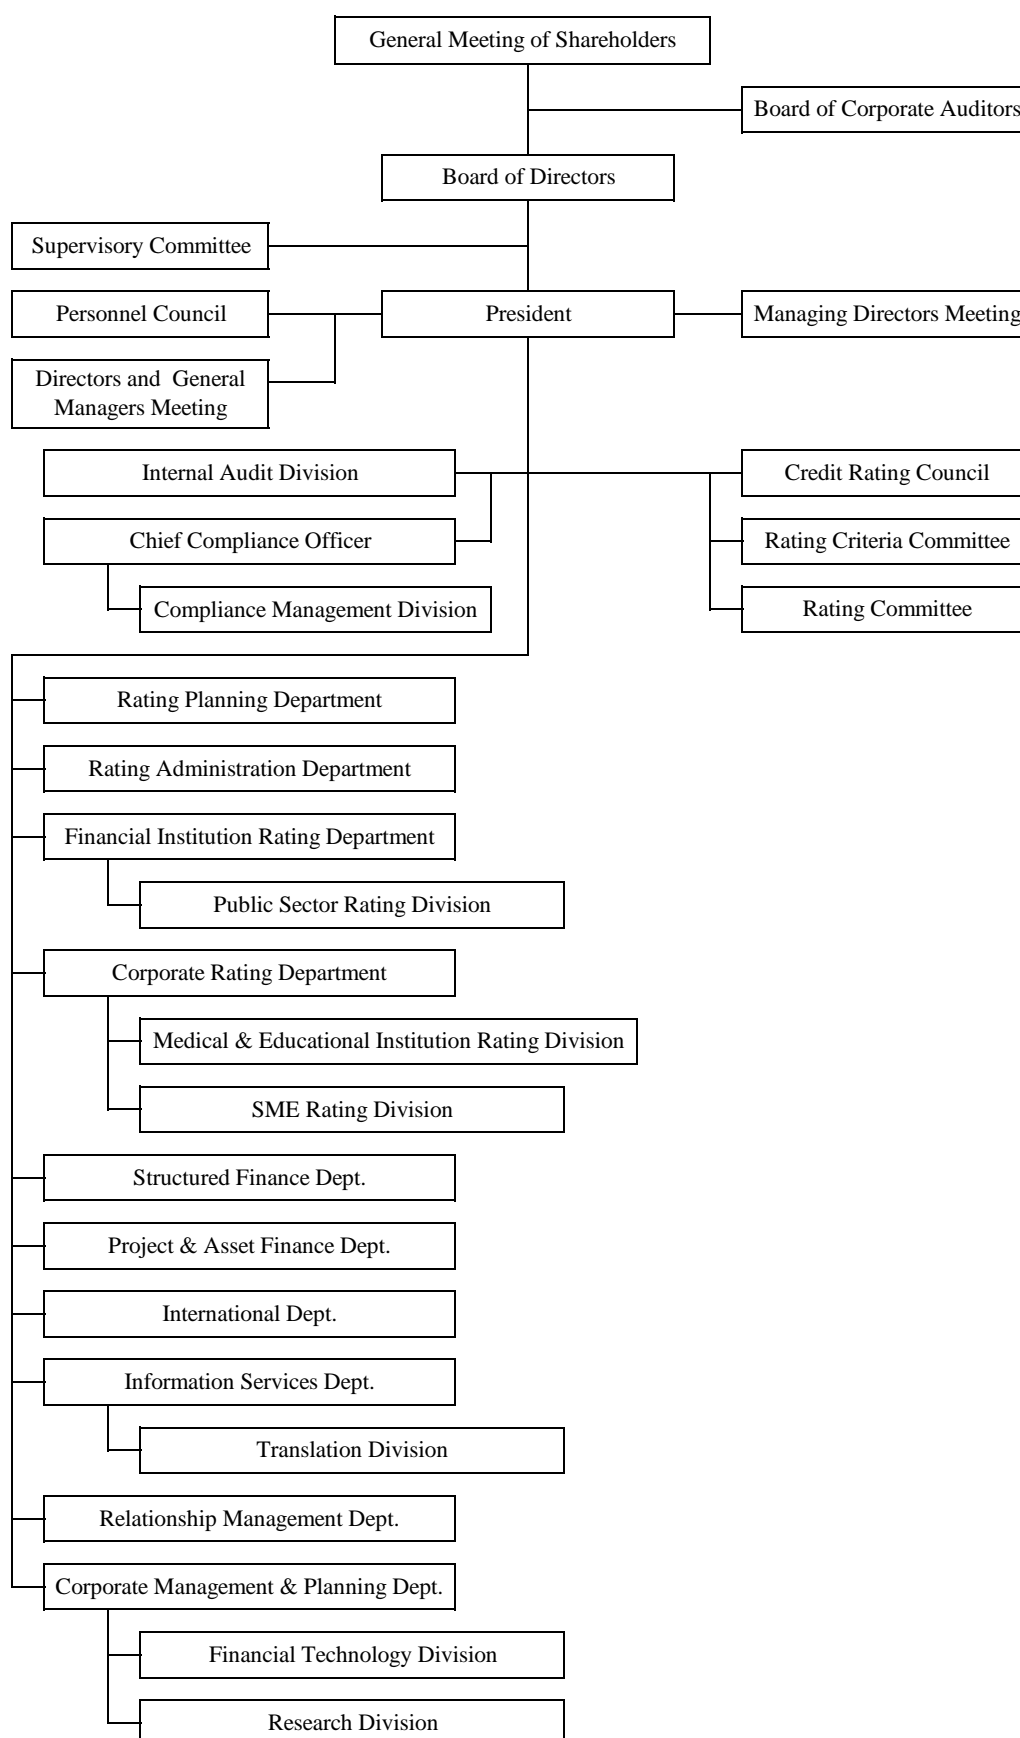 General Meeting of Shareholders
Board of Corporate Auditors
Board of Directors
Supervisory Committee
Personnel Council
President
Managing Directors Meeting
Directors and General
Managers Meeting
Internal Audit Division
Credit Rating Council
Chief Compliance Officer
Rating Criteria Committee
Compliance Management Division
Rating Committee
Rating Planning Department
Rating Administration Department
Financial Institution Rating Department
Public Sector Rating Division
Corporate Rating Department
Medical & Educational Institution Rating Division
SME Rating Division
Structured Finance Dept.
Project & Asset Finance Dept.
International Dept.
Information Services Dept.
Translation Division
Relationship Management Dept.
Corporate Management & Planning Dept.
Financial Technology Division
Research Division